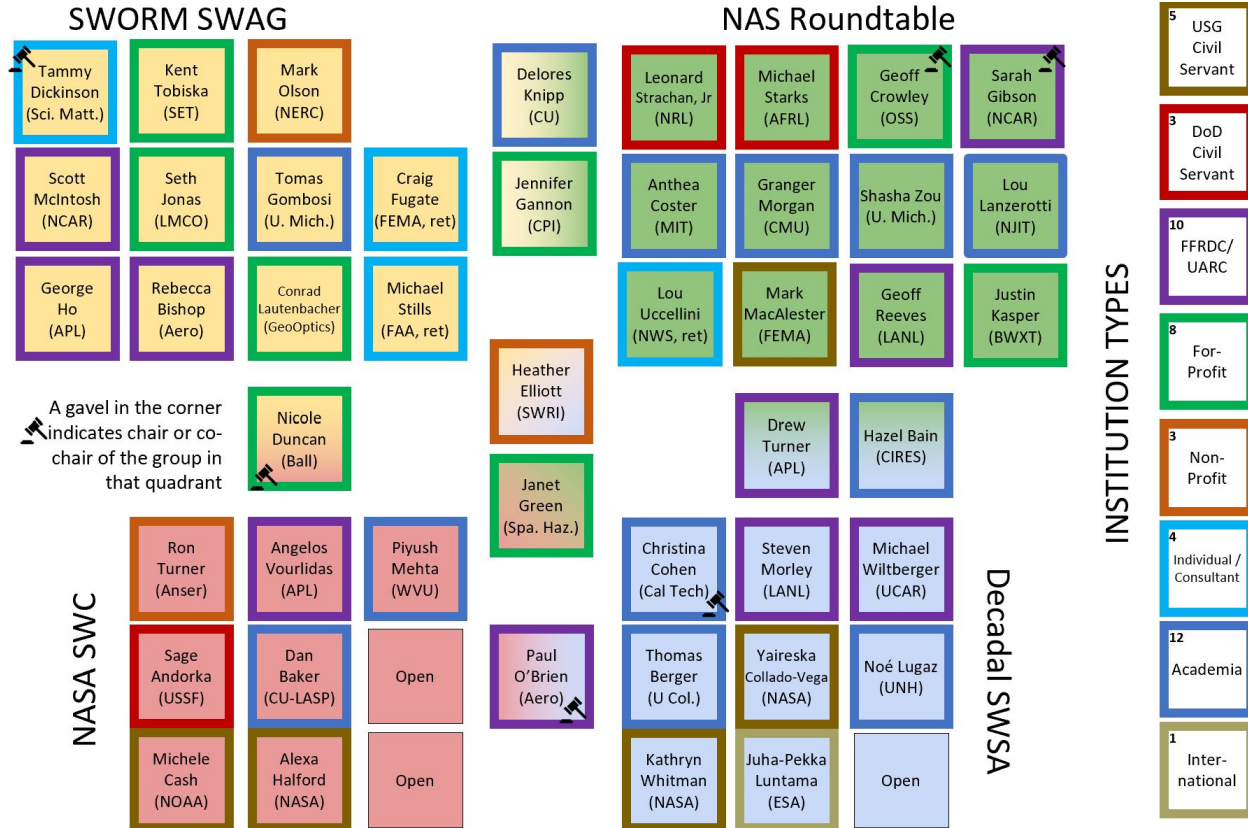 SWORM SWAG
Tammy
Dickinson
(Sci. Matt.)
Kent
Tobiska
(SET)
Mark
Olson
(NERC)
Scott
McIntosh
(NCAR)
Seth
Jonas
(LMCO)
Tomas
Gombosi
(U. Mich.)
Craig
Fugate
(FEMA, ret)
George
Ho
(APL)
Rebecca
Bishop
(Aero)
Conrad
Lautenbacher
(GeoOptics)
Michael
Stills
(FAA, ret)
A gavel in the corner
indicates chair or co-
chair of the group in
that quadrant
Nicole
Duncan
(Ball)
Delores
Knipp
(CU)
Jennifer
Gannon
(CPI)
Heather
Elliott
(SWRI)
Janet
Green
(Spa. Haz.)
Paul
O’Brien
(Aero)
NAS Roundtable
Leonard
Strachan, Jr
(NRL)
Michael
Starks
(AFRL)
Geoff
Crowley
(OSS)
Sarah
Gibson
(NCAR)
Anthea
Coster
(MIT)
Granger
Morgan
(CMU)
Shasha Zou
(U. Mich.)
Lou
Lanzerotti
(NJIT)
Lou
Uccellini
(NWS, ret)
Mark
MacAlester
(FEMA)
Geoff
Reeves
(LANL)
Justin
Kasper
(BWXT)
Drew
Turner
(APL)
Hazel Bain
(CIRES)
NASA SWC
Ron
Turner
(Anser)
Angelos
Vourlidas
(APL)
Piyush
Mehta
(WVU)
Sage
Andorka
(USSF)
Dan
Baker
(CU-LASP)
Open
Michele
Cash
(NOAA)
Alexa
Halford
(NASA)
Open
Christina
Cohen
(Cal Tech)
Steven
Morley
(LANL)
Michael
Wiltberger
(UCAR)
Thomas
Berger
(U Col.)
Yaireska
Collado-Vega
(NASA)
Noé Lugaz
(UNH)
Kathryn
Whitman
(NASA)
Juha-Pekka
Luntama
(ESA)
Open
Decadal SWSA
INSTITUTION TYPES
5
USG
Civil
Servant
3
DoD
Civil
Servant
10
FFRDC/
UARC
8
For-
Profit
3
Non-
Profit
4
Individual /
Consultant
12
Academia
1
Inter-
national